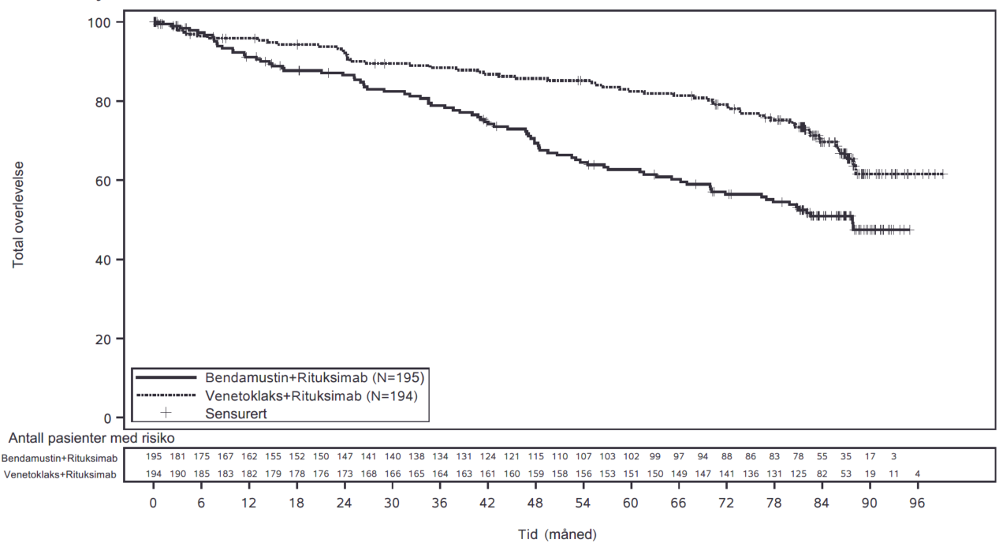 100
80
60
40
20
0
Total overlevelse
Bendamustin+Rituksimab (N=195)
Venetoklaks+Rituksimab (N=194)
Sensurert
Antall pasienter med risiko
Bendamustin+Rituksimab 195 181 175 167 162 155 152 150 147 141 140 138 134 131 124 121 115 110 107 103 102 99 97 94 88 86 83 78 55 35 17 3
Venetoklaks+Rituksimab 194 190 185 183 182 179 178 176 173 168 166 165 164 163 161 160 159 158 156 153 151 150 149 147 141 136 131 125 82 53 19 11 4
0 6 12 18 24 30 36 42 48 54 60 66 72 78 84 90 96
Tid (måned)